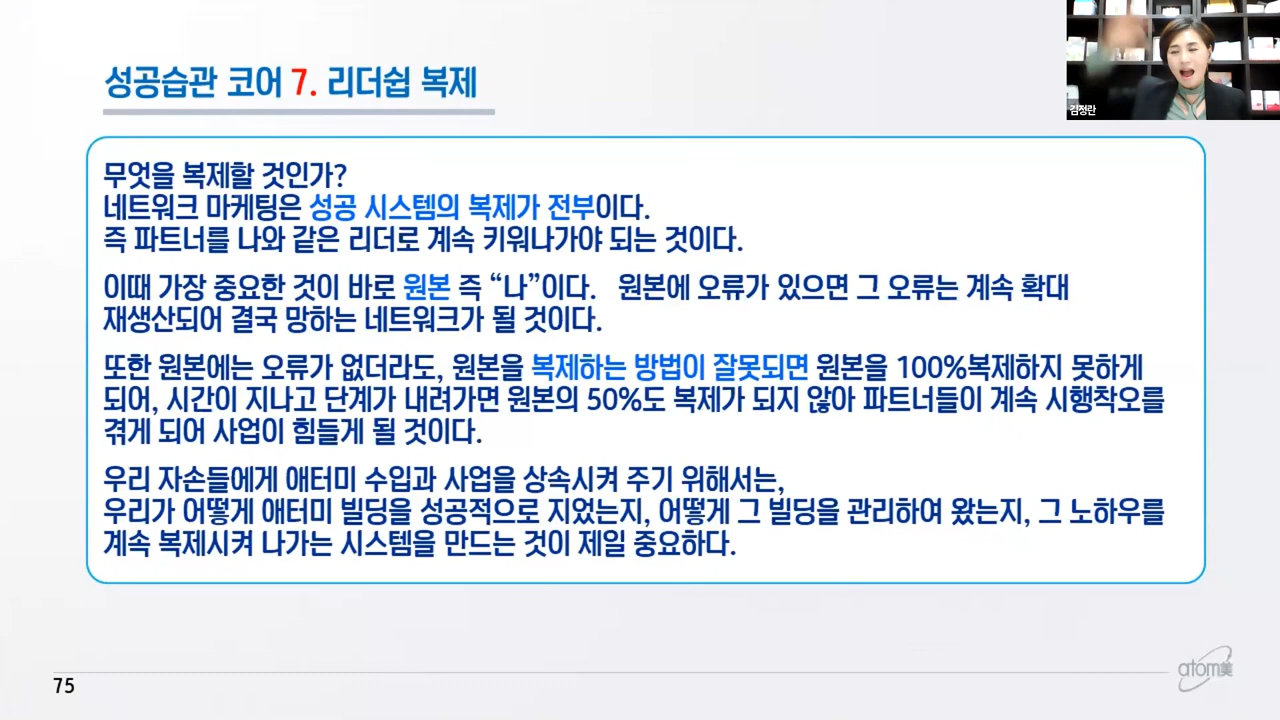 성공습관 코어 7. 리더쉽 복제
김정란
무엇을 복제할 것인가?
네트워크 마케팅은 성공 시스템의 복제가 전부이다.
즉 파트너를 나와 같은 리더로 계속 키워나가야 되는 것이다.
이때 가장 중요한 것이 바로 원본 즉 “나”이다. 원본에 오류가 있으면 그 오류는 계속 확대
재생산되어 결국 망하는 네트워크가 될 것이다.
또한 원본에는 오류가 없더라도, 원본을 복제하는 방법이 잘못되면 원본을 100%복제하지 못하게
되어, 시간이 지나고 단계가 내려가면 원본의 50%도 복제가 되지 않아 파트너들이 계속 시행착오를
겪게 되어 사업이 힘들게 될 것이다.
우리 자손들에게 애터미 수입과 사업을 상속시켜 주기 위해서는,
우리가 어떻게 애터미 빌딩을 성공적으로 지었는지, 어떻게 그 빌딩을 관리하여 왔는지, 그 노하우를
계속 복제시켜 나가는 시스템을 만드는 것이 제일 중요하다.
75
atom美